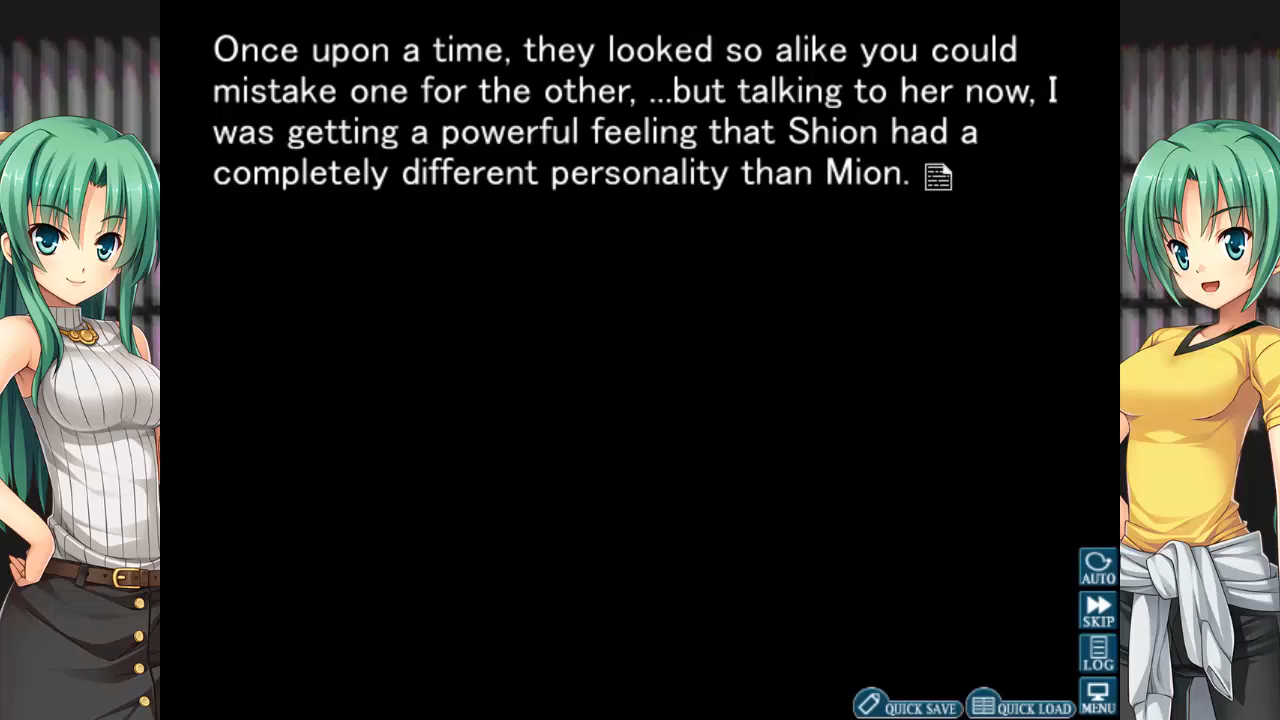 Once upon a time, they looked so alike you could
mistake one for the other, ...but talking to her now, I
was getting a powerful feeling that Shion had a
completely different personality than Mion.
AUTO
SKIP
LOG
MENU
QUICK SAVE
QUICK LOAD